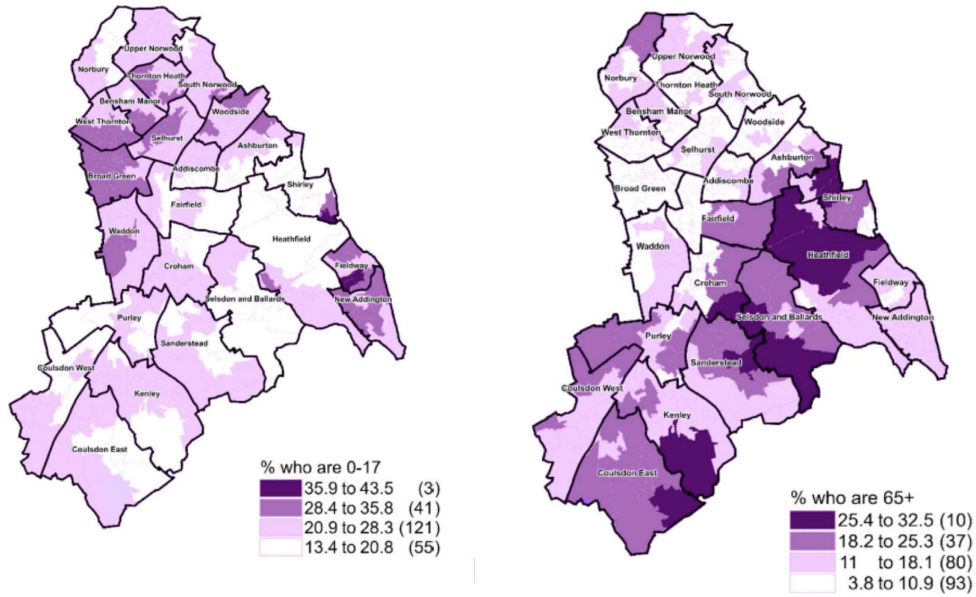 Upper Norwood
Norbury
Thornton Heath
South Norwood
Bensham Manor
Woodside
West Thornton
Selhurst
Ashburton
Addiscombe
Broad Green
Shirley
Fairfield
Waddon
Heathfield
Croham
Fieldway
Selsdon and Ballards
New Addington
Purley
Sanderstead
Coulsdon West
Kenley
Coulsdon East
% who are 0-17
35.9 to 43.5 (3)
28.4 to 35.8 (41)
20.9 to 28.3 (121)
13.4 to 20.8 (55)
Upper Norwood
Norbury
Thornton Heath
South Norwood
Bensham Manor
Woodside
West Thornton
Selhurst
Ashburton
Addiscombe
Broad Green
Shirley
Fairfield
Waddon
Heathfield
Croham
Fieldway
Selsdon and Ballards
New Addington
Purley
Sanderstead
Coulsdon West
Kenley
Coulsdon East
% who are 65+
25.4 to 32.5 (10)
18.2 to 25.3 (37)
11 to 18.1 (80)
3.8 to 10.9 (93)